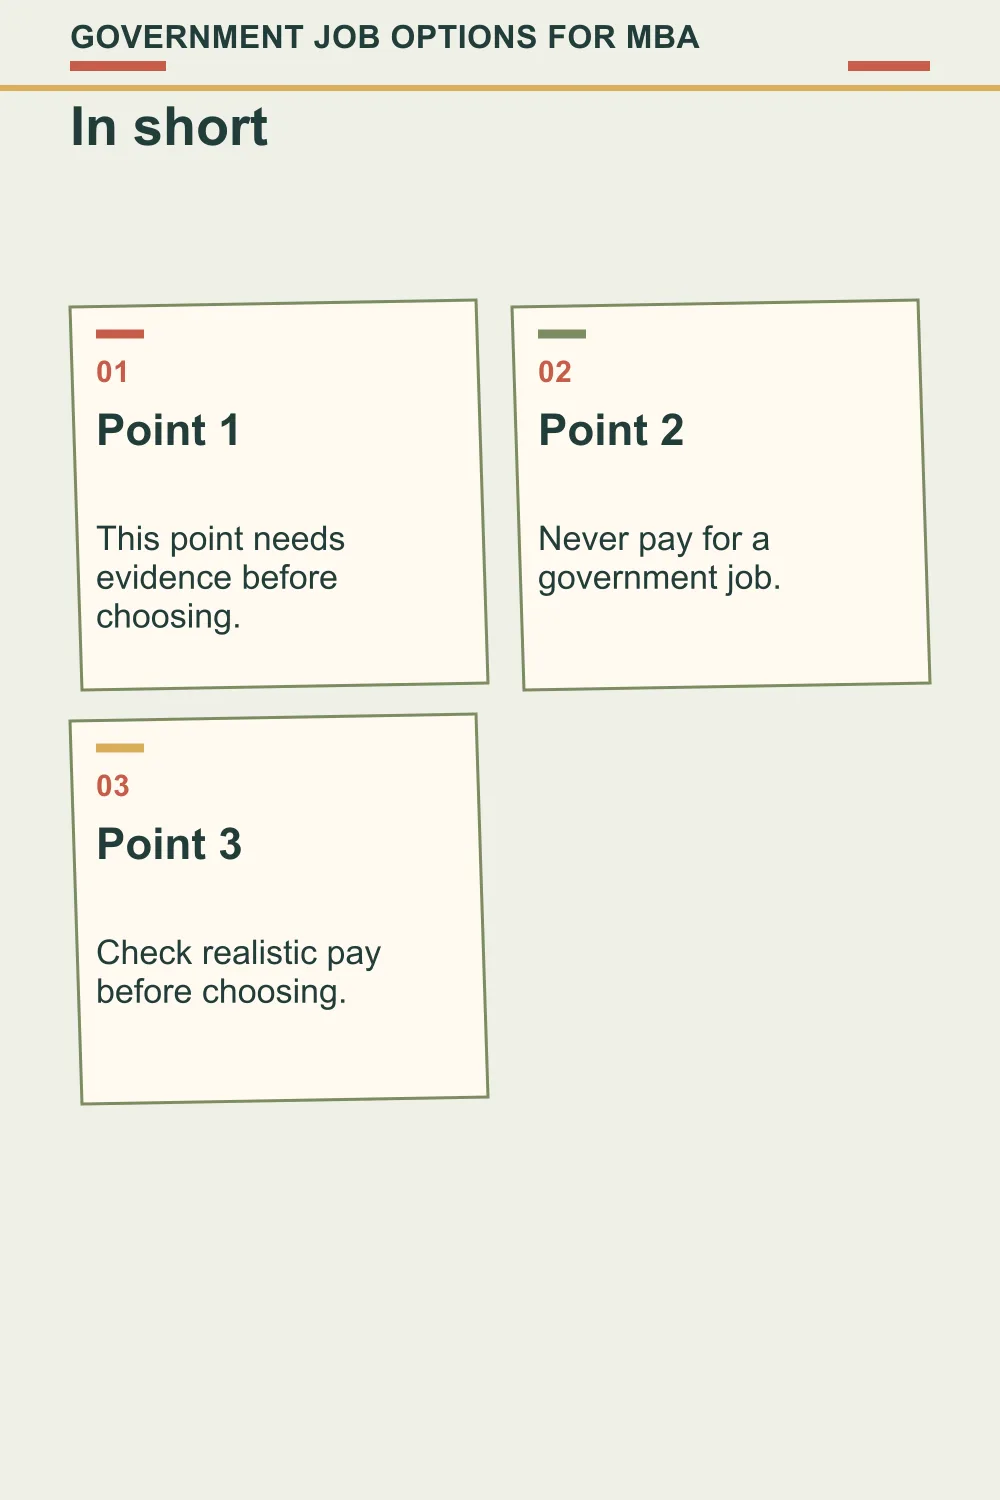 GOVERNMENT JOB OPTIONS FOR MBA
In short
01
Point 1
This point needs
evidence before
choosing.
02
Point 2
Never pay for a
government job.
03
Point 3
Check realistic pay
before choosing.